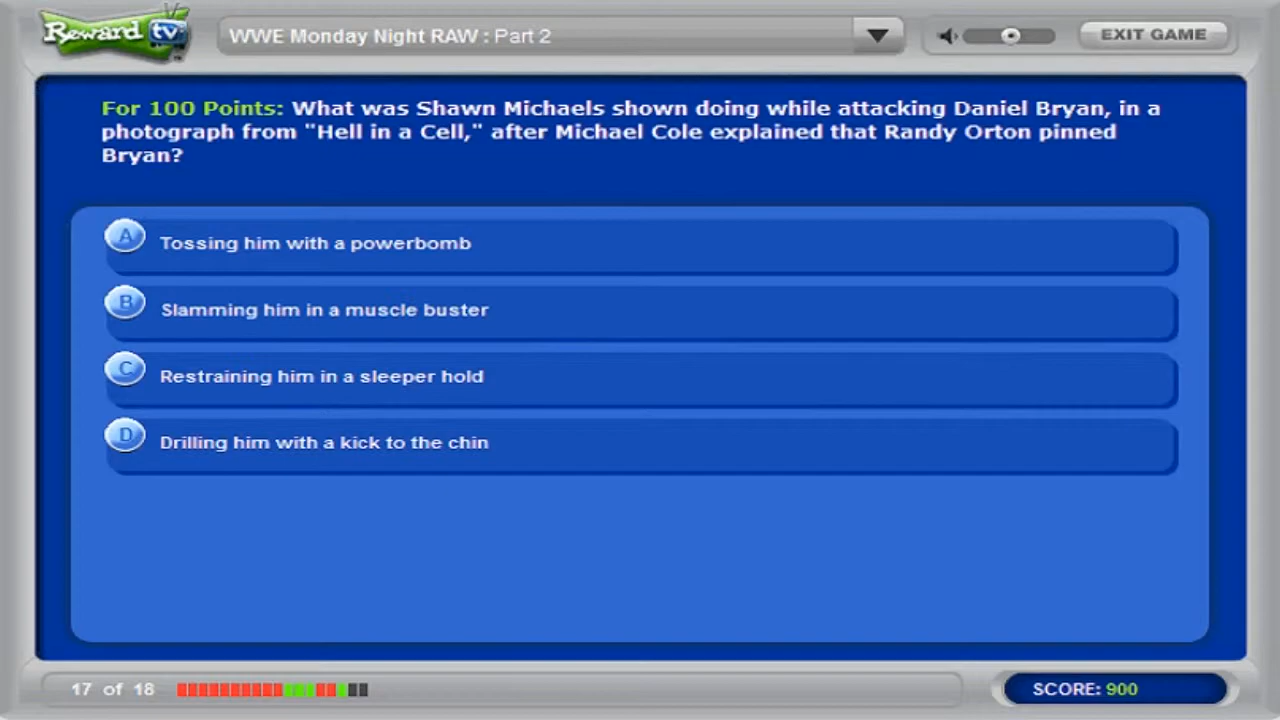 Reward tv
WWE Monday Night RAW : Part 2
EXIT GAME
For 100 Points: What was Shawn Michaels shown doing while attacking Daniel Bryan, in a
photograph from "Hell in a Cell," after Michael Cole explained that Randy Orton pinned
Bryan?
A Tossing him with a powerbomb
B Slamming him in a muscle buster
C Restraining him in a sleeper hold
D Drilling him with a kick to the chin
17 of 18
SCORE: 900